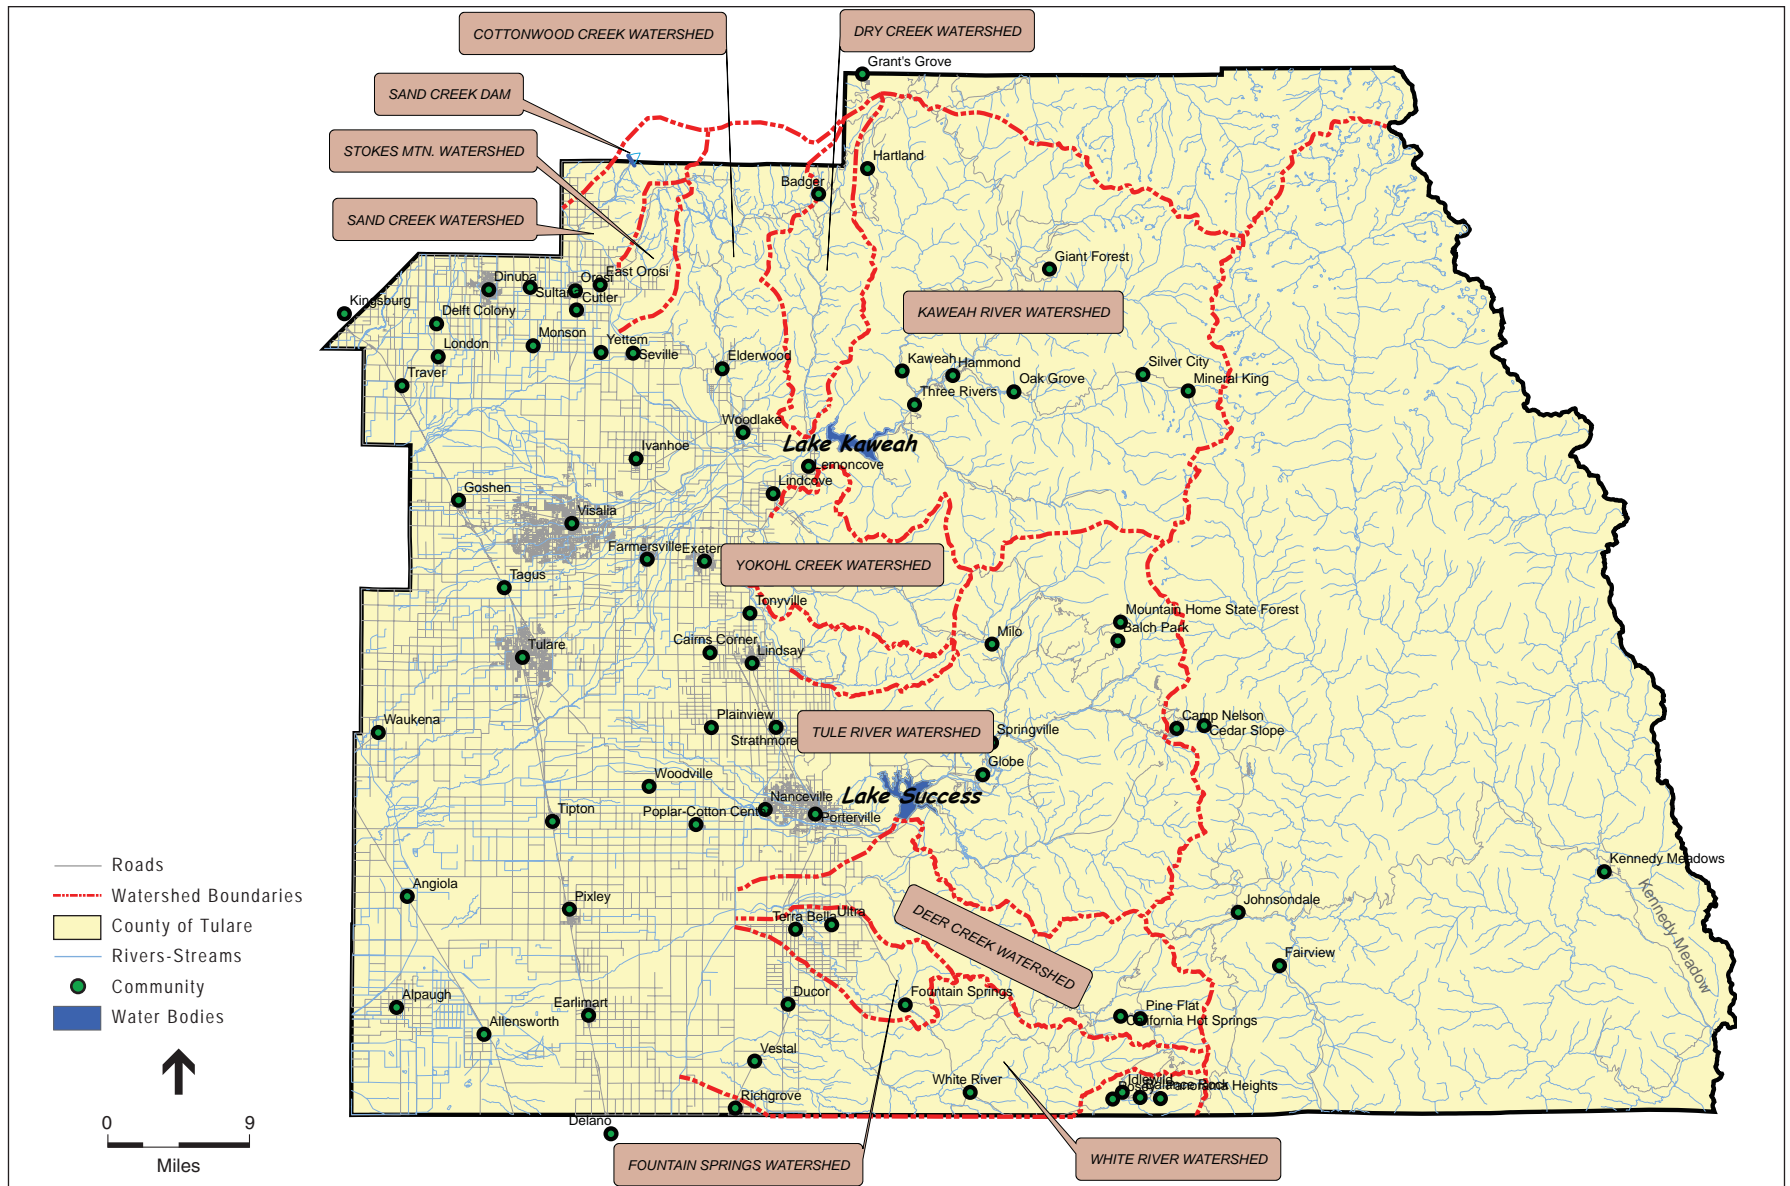 COTTONWOOD CREEK WATERSHED
DRY CREEK WATERSHED
Grant's Grove
SAND CREEK DAM
STOKES MTN. WATERSHED
Hartland
Badger
SAND CREEK WATERSHED
Giant Forest
East Orosi
Dinuba
Orosi
Sultana
Cutler
Kingsburg
Delft Colony
KAWEAH RIVER WATERSHED
Monson
London
Yettem
Seville
Elderwood
Kaweah
Hammond
Silver City
Traver
Oak Grove
Mineral King
Three Rivers
Woodlake
Lake Kaweah
Ivanhoe
Lemoncove
Lindcove
Goshen
Visalia
Farmersville
Exeter
YOKOHL CREEK WATERSHED
Tagus
Tonyville
Mountain Home State Forest
Balch Park
Milo
Cairns Corner
Lindsay
Tulare
Waukena
Plainview
Strathmore
TULE RIVER WATERSHED
Springville
Camp Nelson
Cedar Slope
Globe
Woodville
Nanceville
Lake Success
Tipton
Poplar-Cotton Cent
Porterville
Kennedy Meadows
Roads
Watershed Boundaries
County of Tulare
Rivers-Streams
Community
Water Bodies
Angiola
Pixley
Terra Bella
Ultra
DEER CREEK WATERSHED
Johnsondale
Kennedy Meadow
Fairview
Alpaugh
Earlimart
Allensworth
Ducor
Fountain Springs
Pine Flat
California Hot Springs
Vestal
White River
Idlewild
Balance Rock
Heights
Richgrove
Delano
0 9
Miles
FOUNTAIN SPRINGS WATERSHED
WHITE RIVER WATERSHED